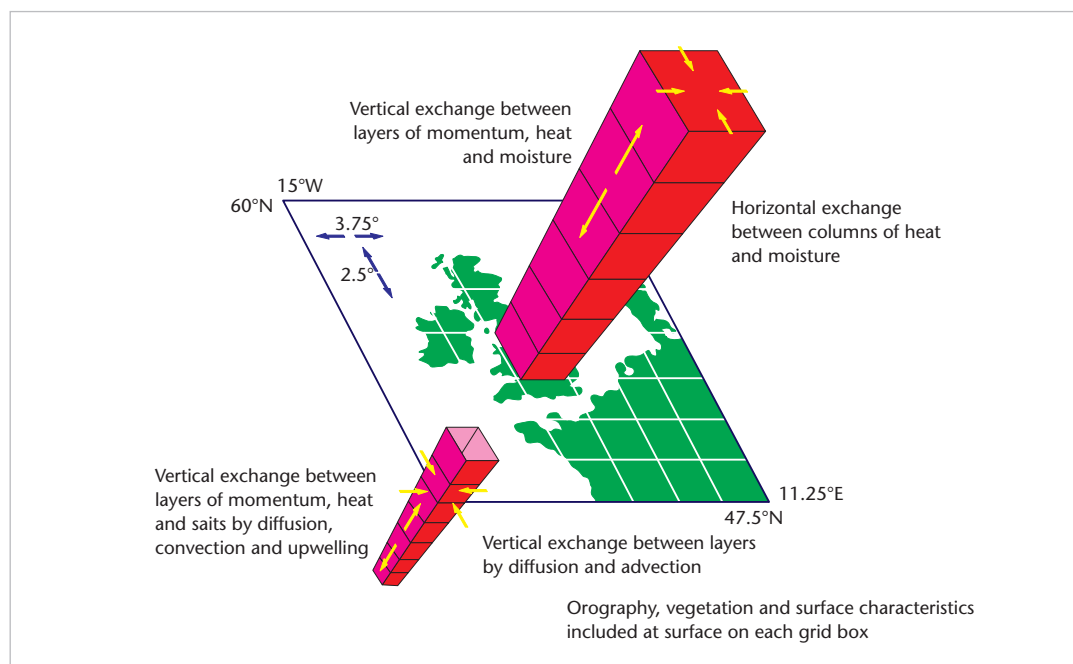 Vertical exchange between
layers of momentum, heat
and moisture
15°W
60°N
3.75°
2.5°
Horizontal exchange
between columns of heat
and moisture
Vertical exchange between
layers of momentum, heat
and saits by diffusion,
convection and upwelling
11.25°E
47.5°N
Vertical exchange between layers
by diffusion and advection
Orography, vegetation and surface characteristics
included at surface on each grid box